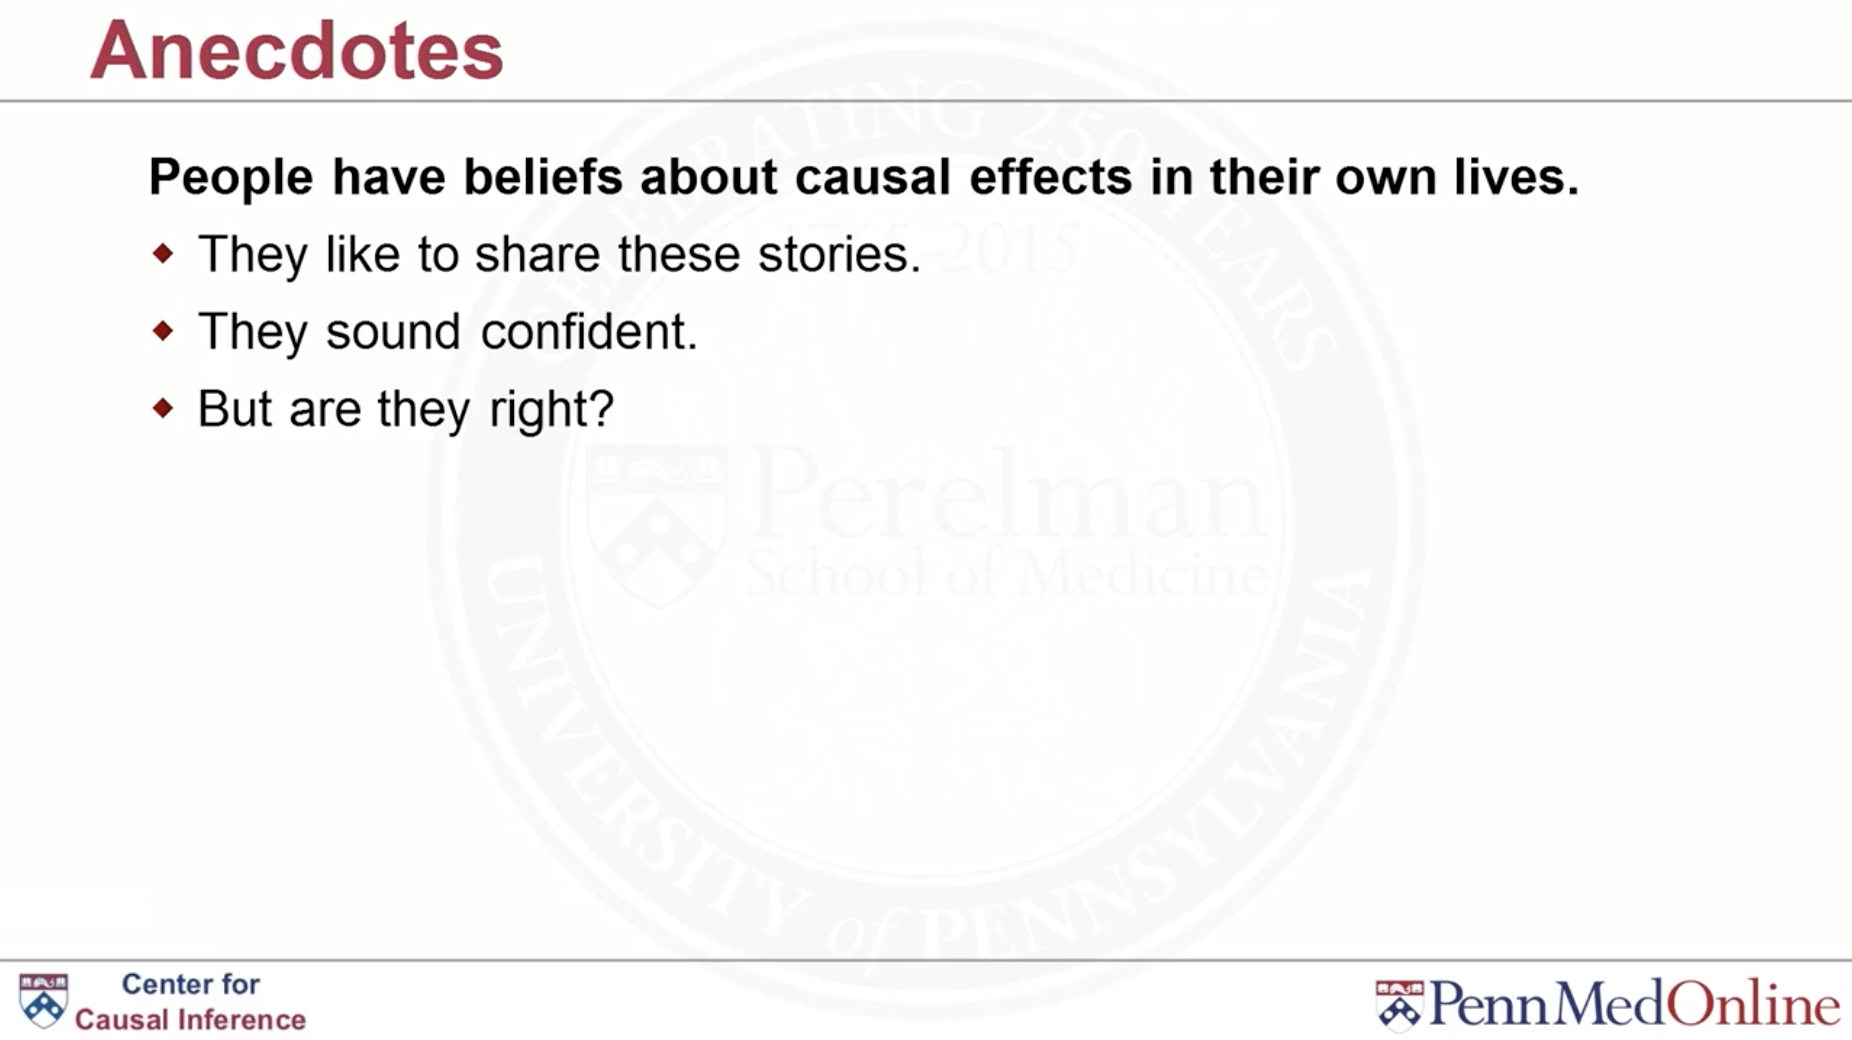 Anecdotes
People have beliefs about causal effects in their own lives.
They like to share these stories.
They sound confident.
But are they right?
CELEBRATING 250 YEARS
-2015
Perelman
School of Medicine
UNIVERSITY of PENNSYLVANIA
Center for
Causal Inference
PennMedOnline